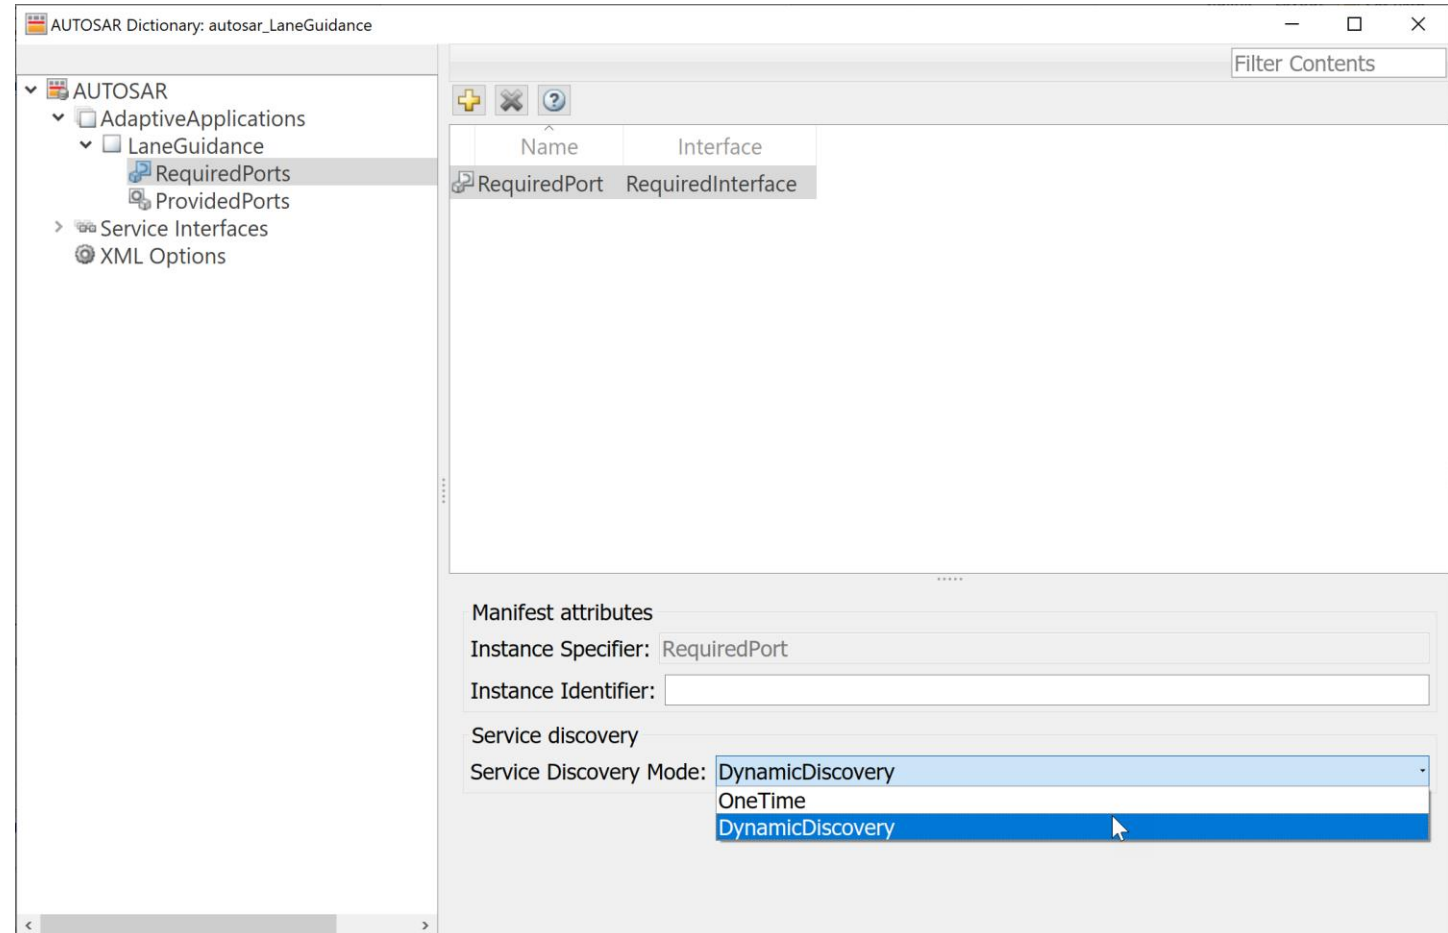 AUTOSAR Dictionary: autosar_LaneGuidance
Filter Contents
AUTOSAR
AdaptiveApplications
LaneGuidance
RequiredPorts
ProvidedPorts
Service Interfaces
XML Options
Name Interface
RequiredPort RequiredInterface
Manifest attributes
Instance Specifier: RequiredPort
Instance Identifier:
Service discovery
Service Discovery Mode: DynamicDiscovery
OneTime
DynamicDiscovery